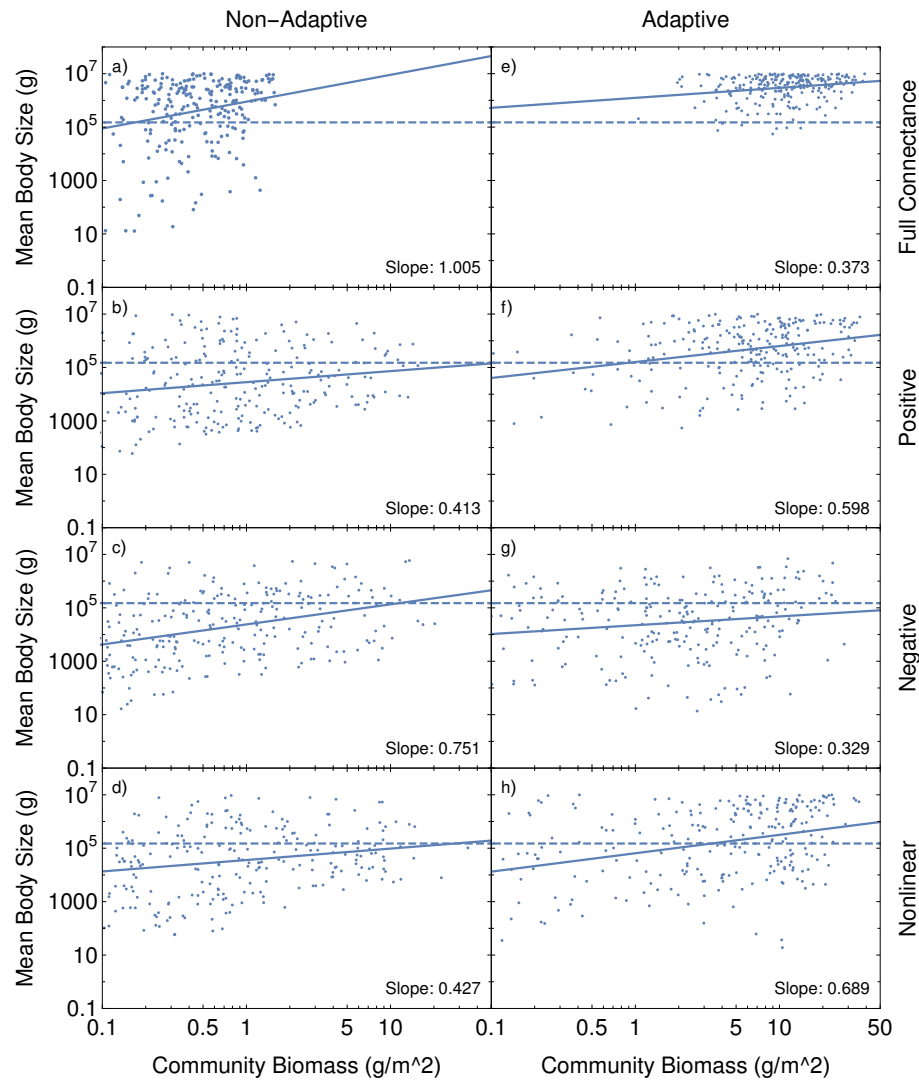 Non−Adaptive
Adaptive
a)
e)
Mean Body Size (g)
10^7
10^5
1000
10
0.1
Slope: 1.005
Slope: 0.373
Full Connectance
b)
f)
Mean Body Size (g)
10^7
10^5
1000
10
0.1
Slope: 0.413
Slope: 0.598
Positive
c)
g)
Mean Body Size (g)
10^7
10^5
1000
10
0.1
Slope: 0.751
Slope: 0.329
Negative
d)
h)
Mean Body Size (g)
10^7
10^5
1000
10
0.1
Slope: 0.427
Slope: 0.689
Nonlinear
0.1 0.5 1 5 10 0.1 0.5 1 5 10 50
Community Biomass (g/m^2)
Community Biomass (g/m^2)